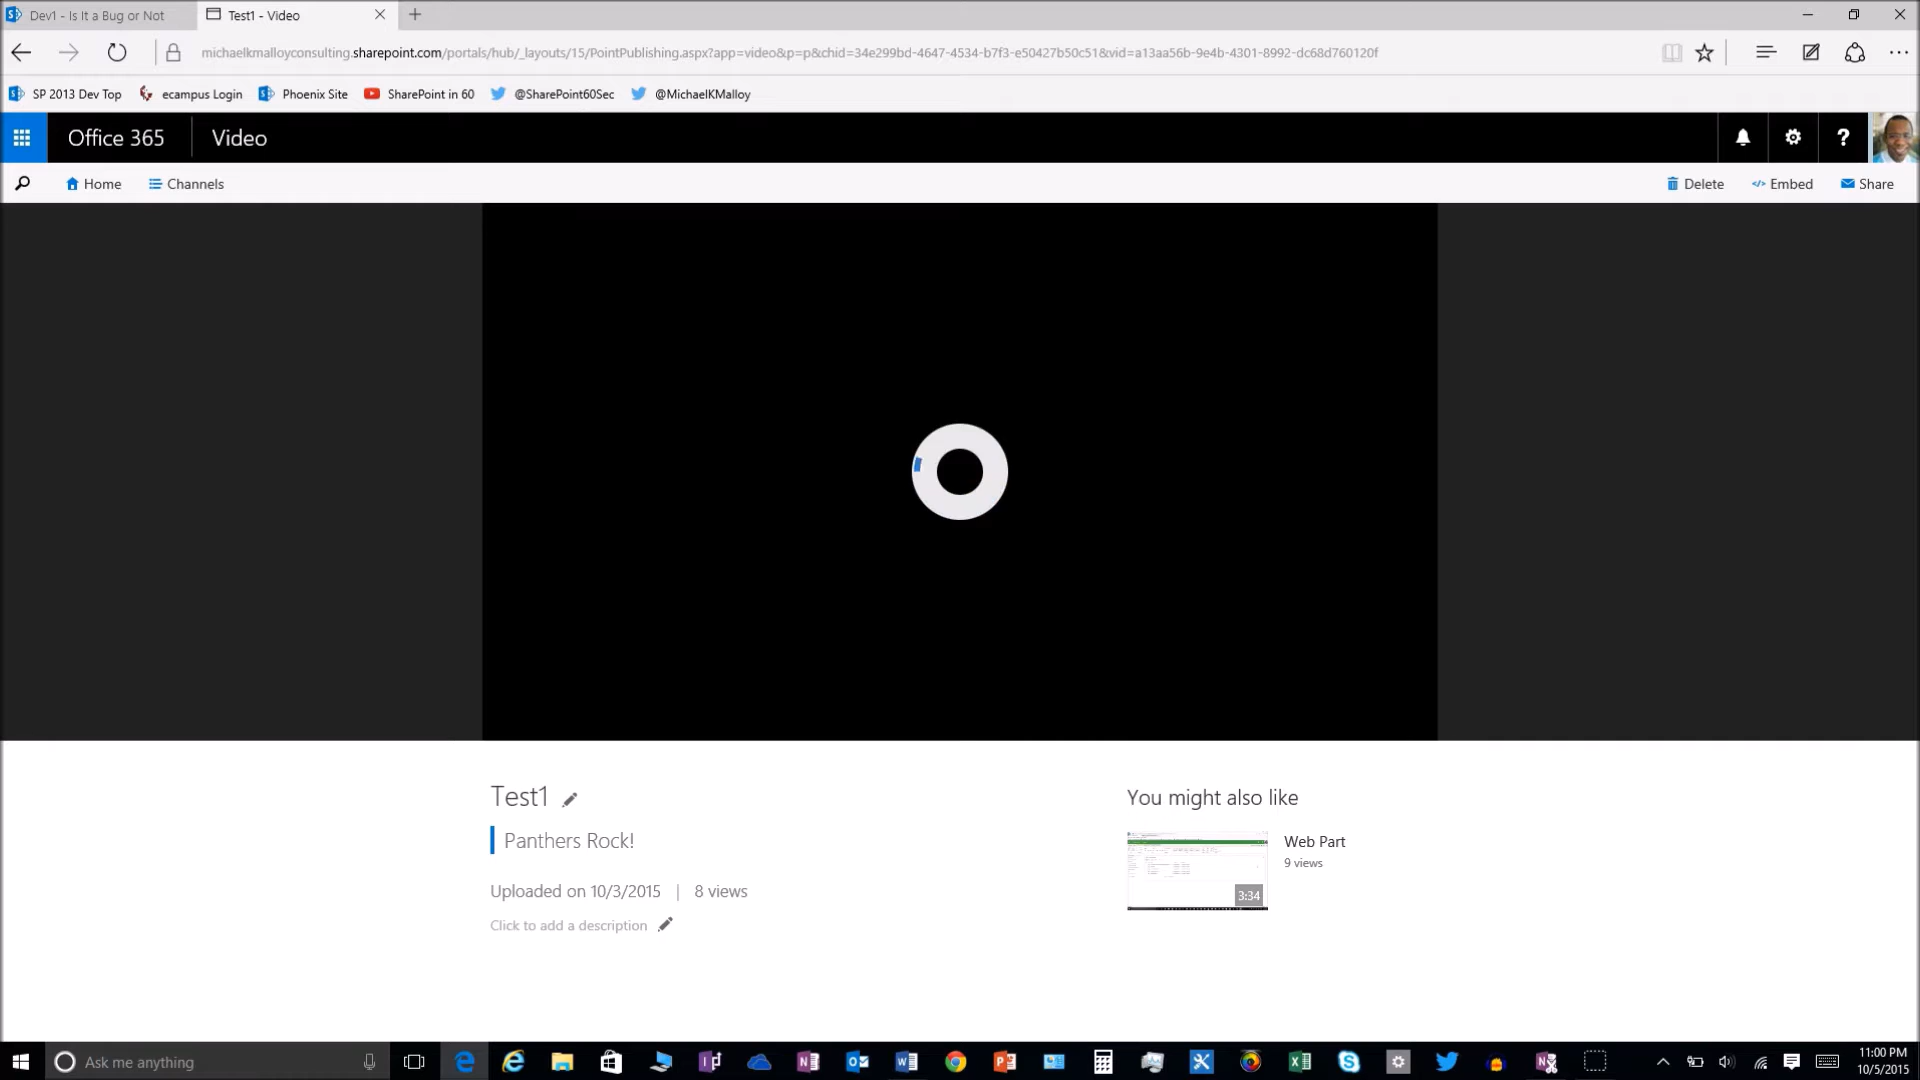 Dev1 - Is It a Bug or Not
Test1 - Video
michaelkmalloyconsulting.sharepoint.com/portals/hub/_layouts/15/PointPublishing.aspx?app=video&p=p&chid=34e299bd-4647-4534-b7f3-e50427b50c51&vid=a13aa56b-9e4b-4301-8992-dc68d760120f
SP 2013 Dev Top
ecampus Login
Phoenix Site
SharePoint in 60
@SharePoint60Sec
@MichaelKMalloy
Office 365
Video
Home
Channels
Delete
Embed
Share
Test1
Panthers Rock!
Uploaded on 10/3/2015 | 8 views
Click to add a description
You might also like
Web Part
9 views
3:34
Ask me anything
11:00 PM
10/5/2015